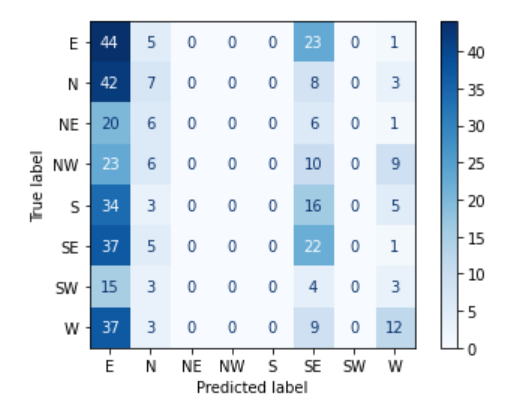 E 44 5 0 0 0 23 0 1
N 42 7 0 0 0 8 0 3
NE 20 6 0 0 0 6 0 1
NW 23 6 0 0 0 10 0 9
S 34 3 0 0 0 16 0 5
SE 37 5 0 0 0 22 0 1
SW 15 3 0 0 0 4 0 3
W 37 3 0 0 0 9 0 12
E N NE NW S SE SW W
Predicted label
True label
40
35
30
25
20
15
10
5
0